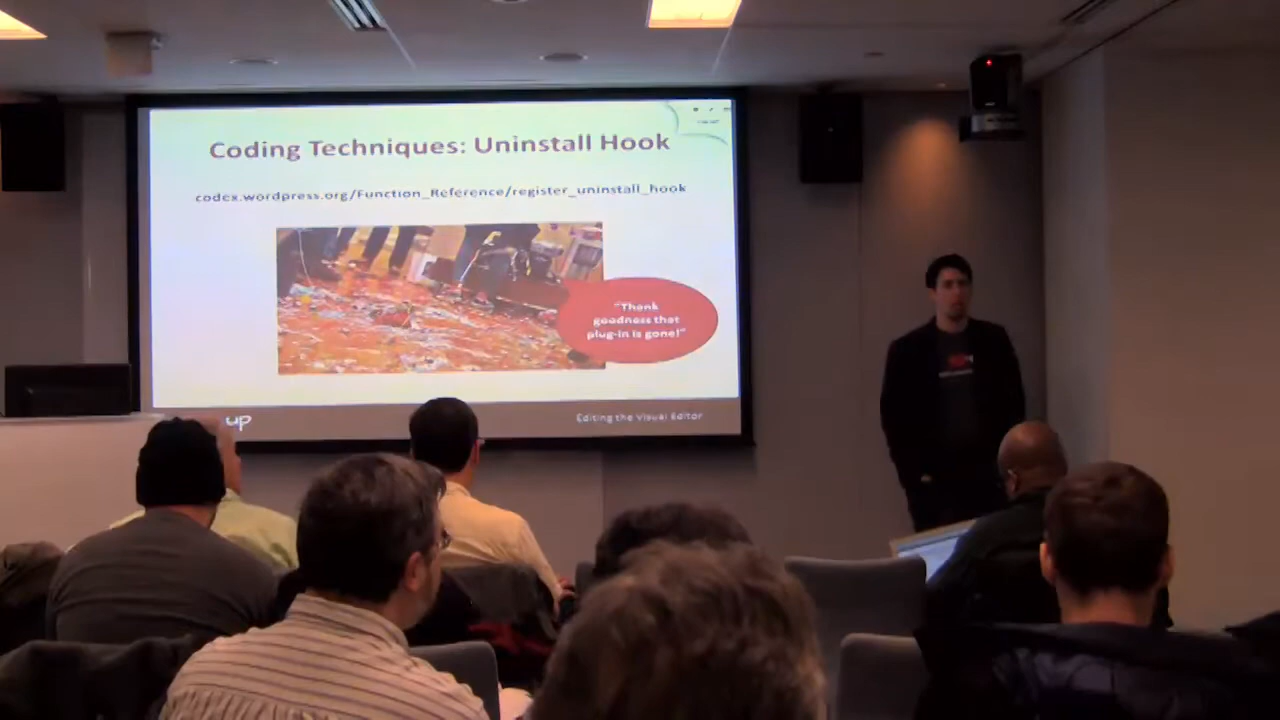 Coding Techniques: Uninstall Hook
codex.wordpress.org/Function_Reference/register_uninstall_hook
"Thank
goodness that
plug-in is gone!"
up
Editing the Visual Editor